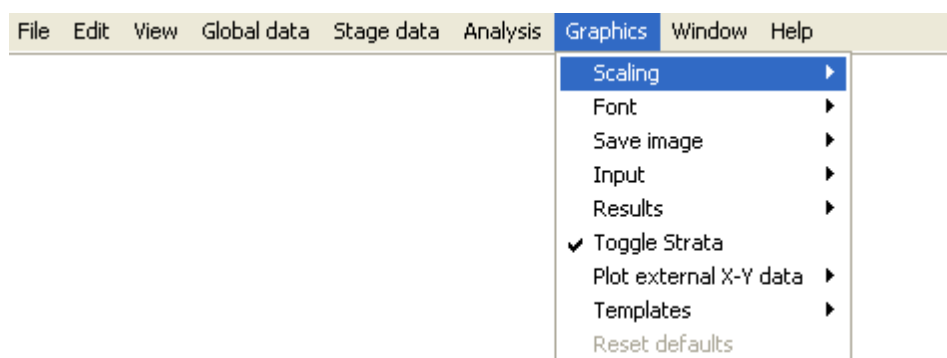 File Edit View Global data Stage data Analysis Graphics Window Help
Scaling
Font
Save image
Input
Results
Toggle Strata
Plot external X-Y data
Templates
Reset defaults